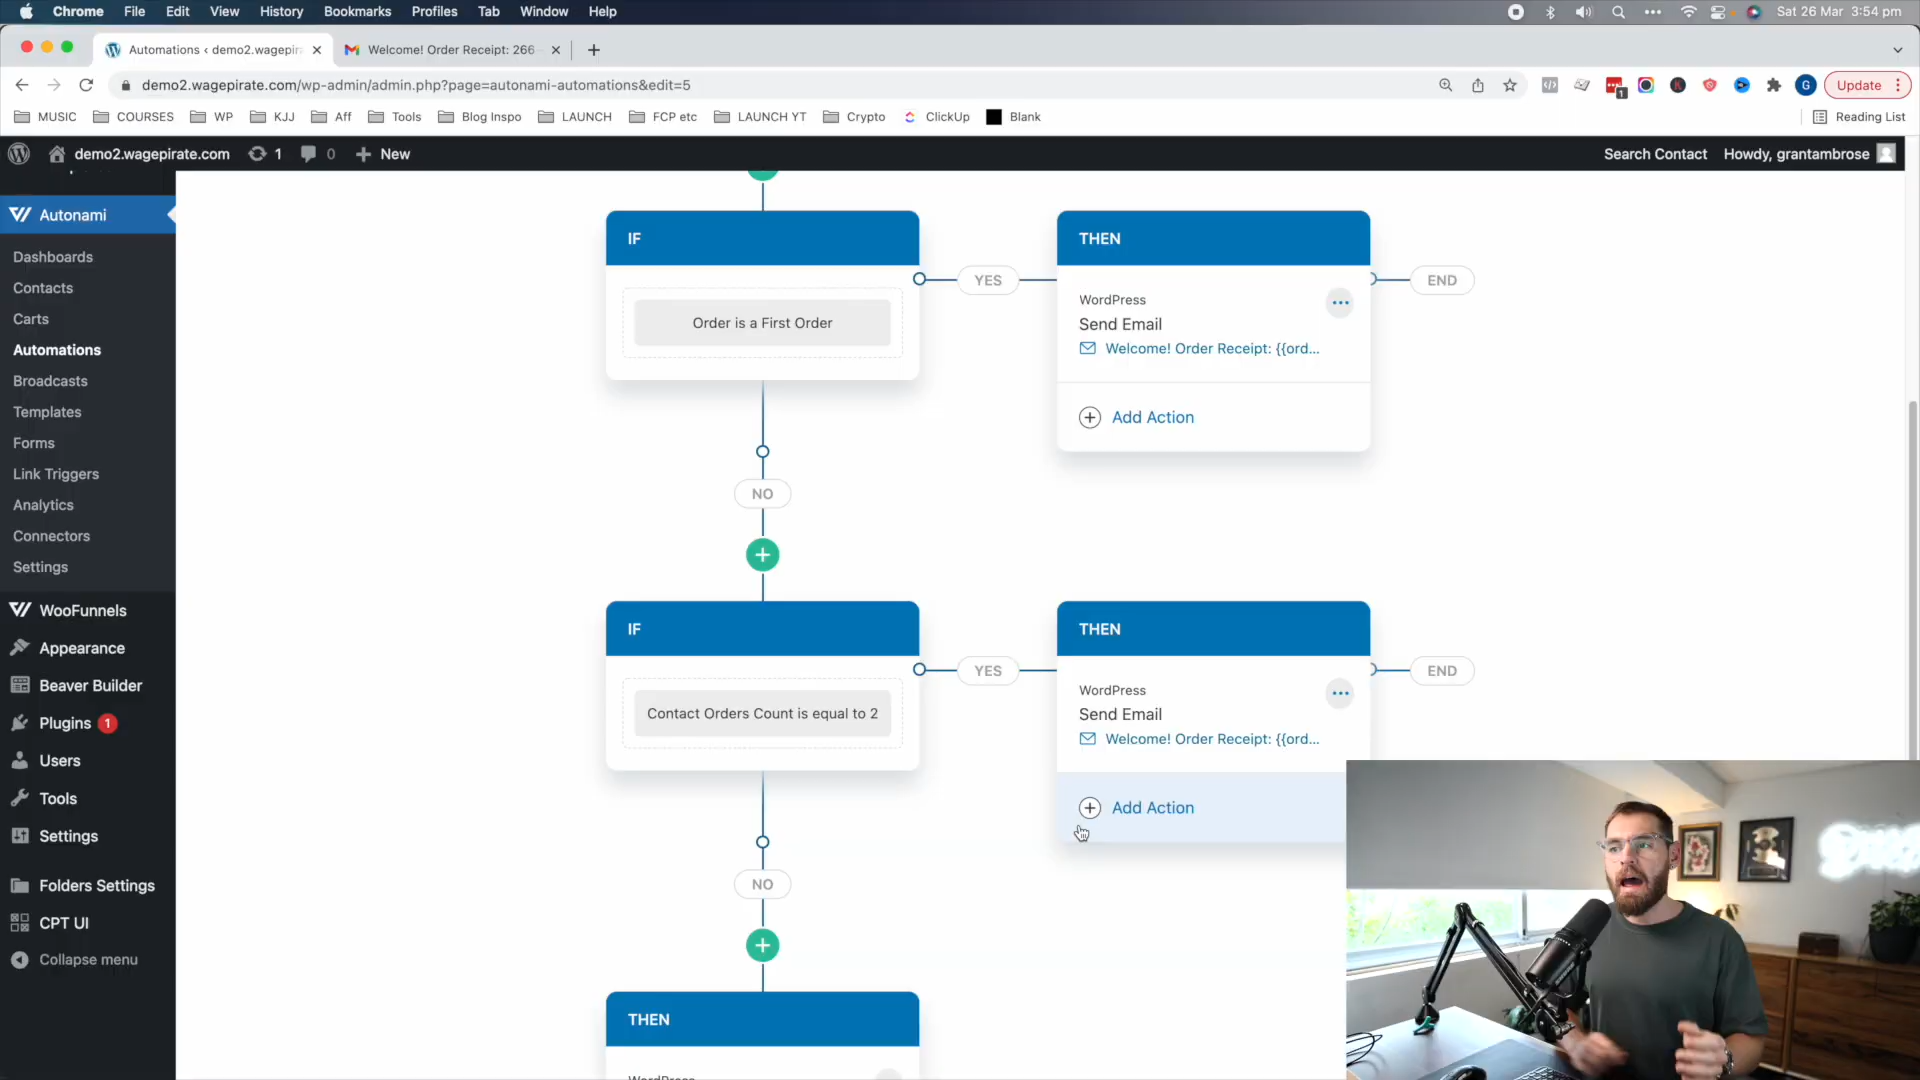 Chrome File Edit View History Bookmarks Profiles Tab Window Help
Sat 26 Mar 3:54 pm
Automations ‹ demo2.wagepir
Welcome! Order Receipt: 266
demo2.wagepirate.com/wp-admin/admin.php?page=autonami-automations&edit=5
1
G
Update
MUSIC COURSES WP KJJ Aff Tools Blog Inspo LAUNCH FCP etc LAUNCH YT Crypto ClickUp Blank Reading List
demo2.wagepirate.com 1 0 + New Search Contact Howdy, grantambrose
Autonami
Dashboards
Contacts
Carts
Automations
Broadcasts
Templates
Forms
Link Triggers
Analytics
Connectors
Settings
WooFunnels
Appearance
Beaver Builder
Plugins 1
Users
Tools
Settings
Folders Settings
CPT UI
Collapse menu
IF
Order is a First Order
YES
THEN
WordPress
Send Email
Welcome! Order Receipt: {{ord...
Add Action
END
NO
IF
Contact Orders Count is equal to 2
YES
THEN
WordPress
Send Email
Welcome! Order Receipt: {{ord...
Add Action
END
NO
THEN
WordPress